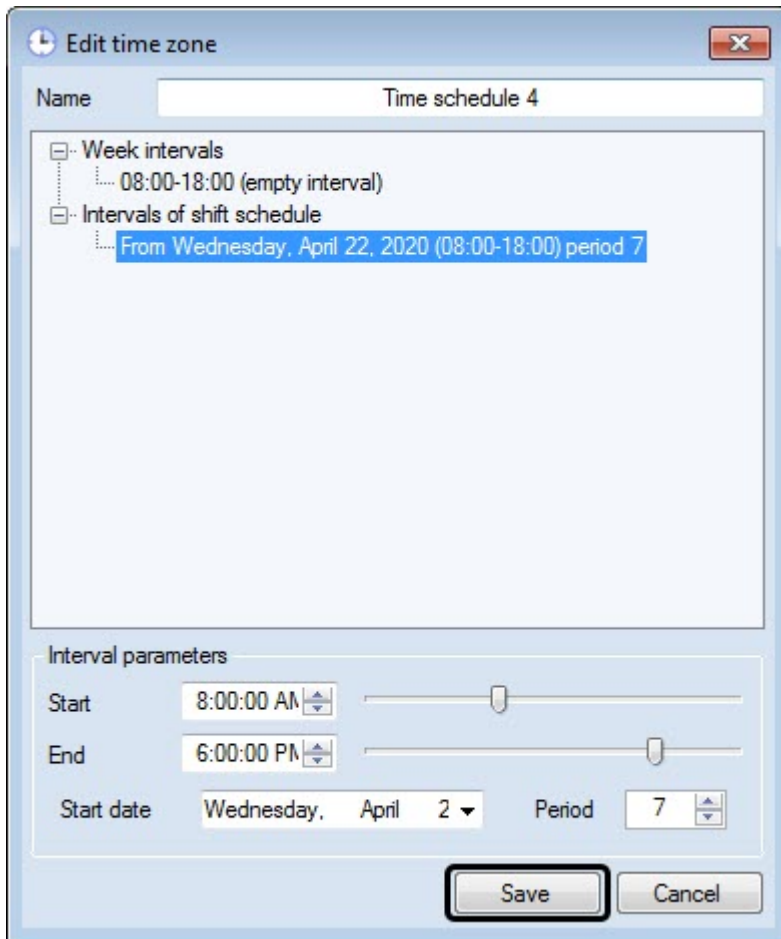 Edit time zone
Name Time schedule 4
Week intervals
08:00-18:00 (empty interval)
Intervals of shift schedule
From Wednesday, April 22, 2020 (08:00-18:00) period 7
Interval parameters
Start 8:00:00 AM
End 6:00:00 PM
Start date Wednesday, April 2 Period 7
Save Cancel